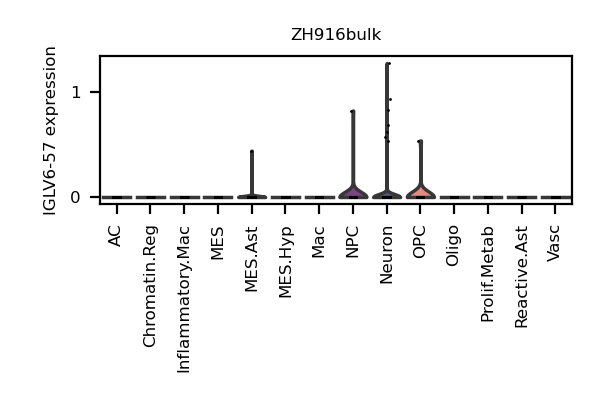 ZH916bulk
IGLV6-57 expression
1
0
AC
Chromatin.Reg
Inflammatory.Mac
MES
MES.Ast
MES.Hyp
Mac
NPC
Neuron
OPC
Oligo
Prolif.Metab
Reactive.Ast
Vasc